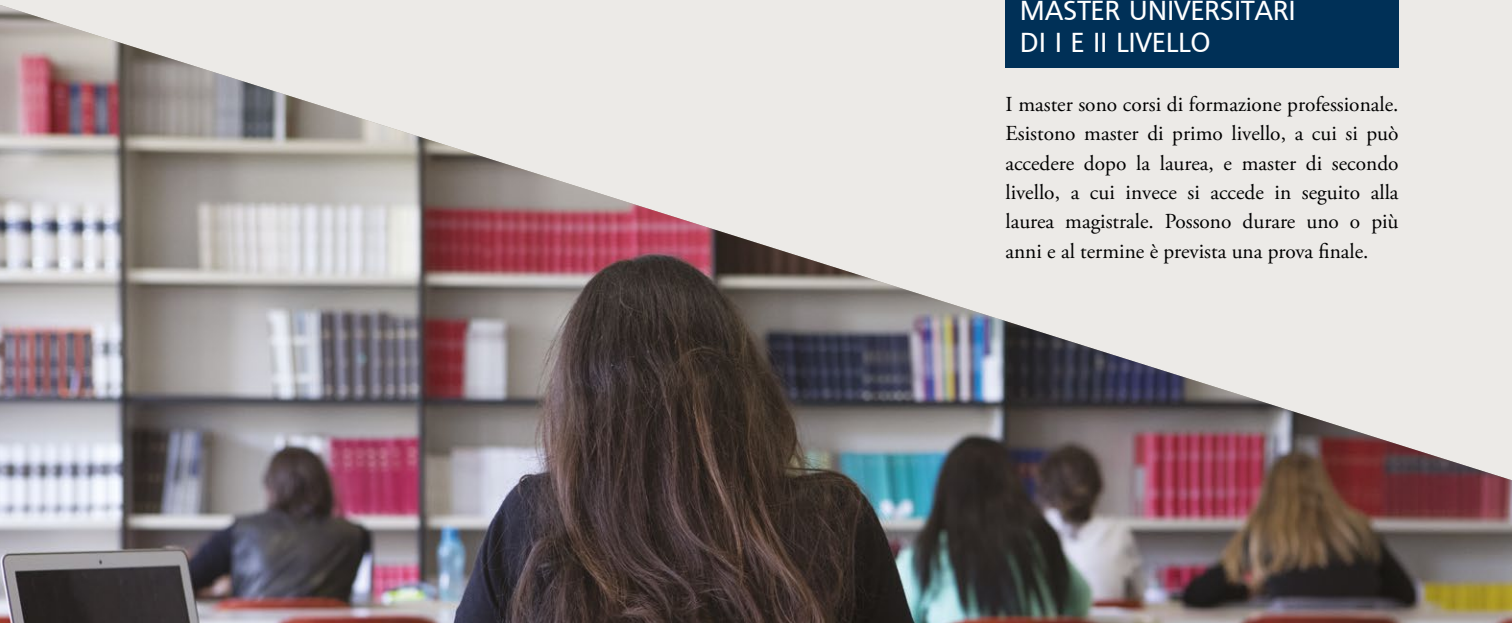 MASTER UNIVERSITARI
DI I E II LIVELLO
I master sono corsi di formazione professionale.
Esistono master di primo livello, a cui si può
accedere dopo la laurea, e master di secondo
livello, a cui invece si accede in seguito alla
laurea magistrale. Possono durare uno o più
anni e al termine è prevista una prova finale.